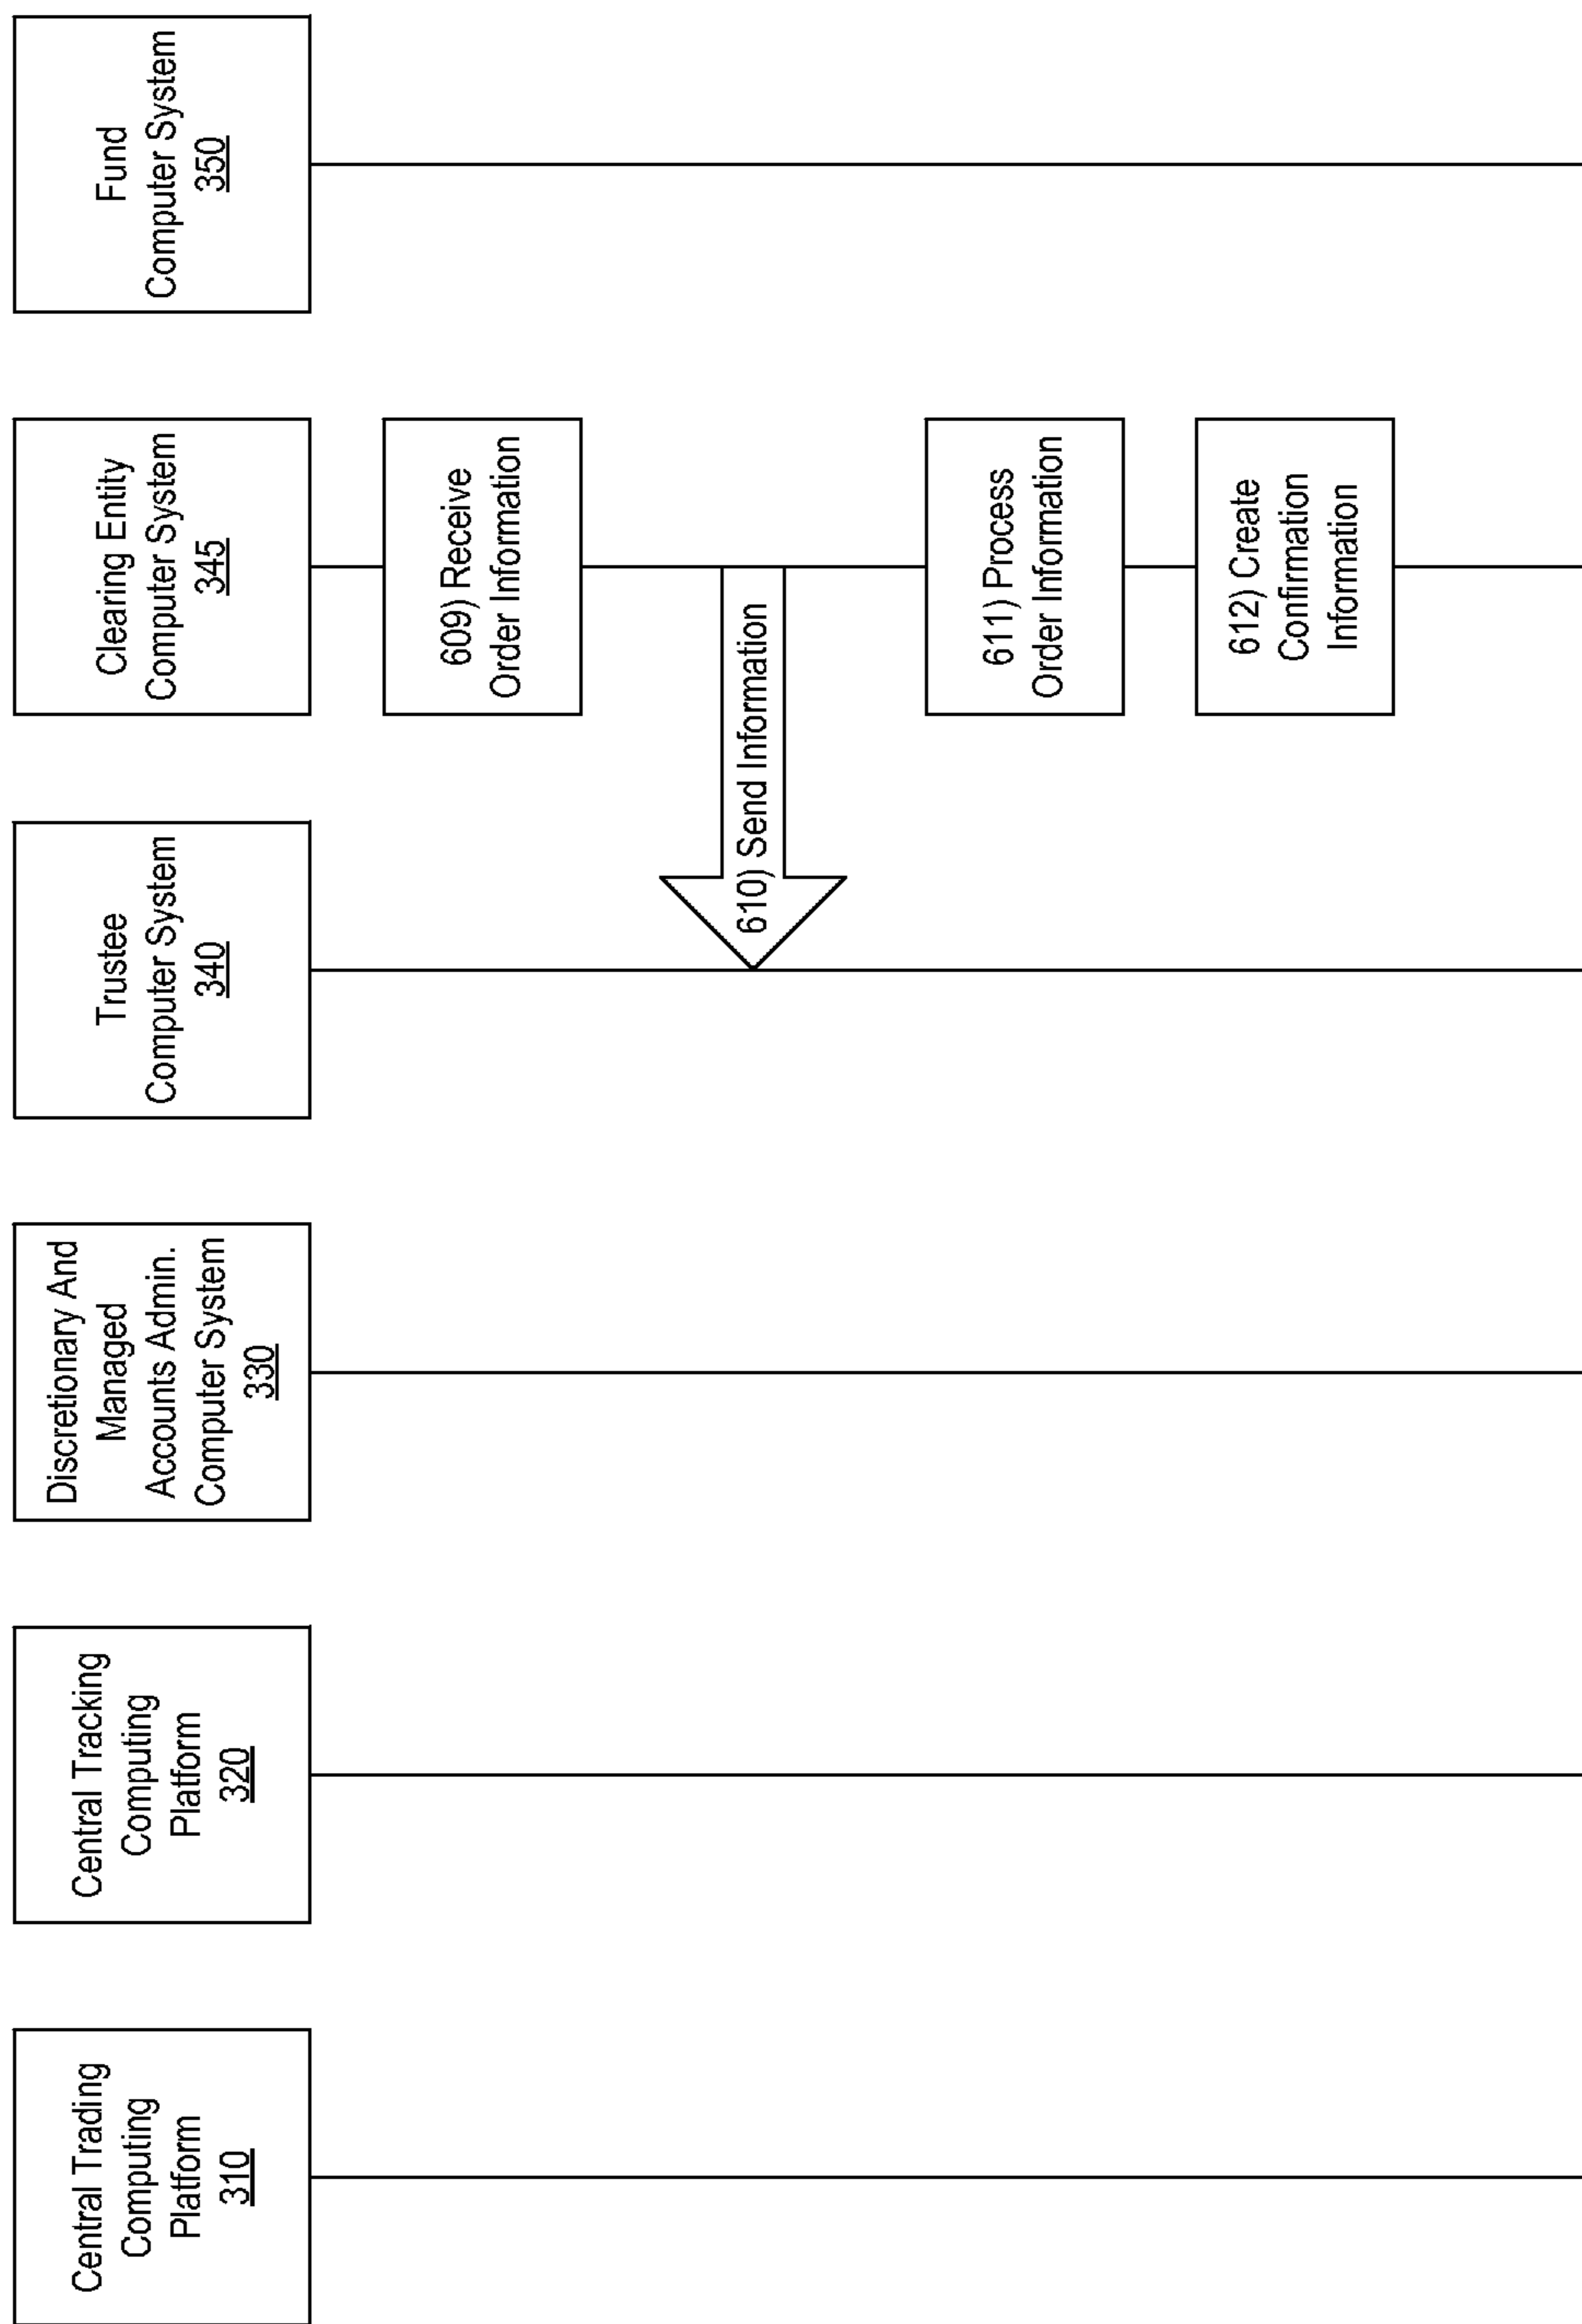 Central Trading
Computing
Platform
310
Central Tracking
Computing
Platform
320
Discretionary And
Managed
Accounts Admin.
Computer System
330
Trustee
Computer System
340
Clearing Entity
Computer System
345
Fund
Computer System
350
609) Receive
Order Information
610) Send Information
611) Process
Order Information
612) Create
Confirmation
Information